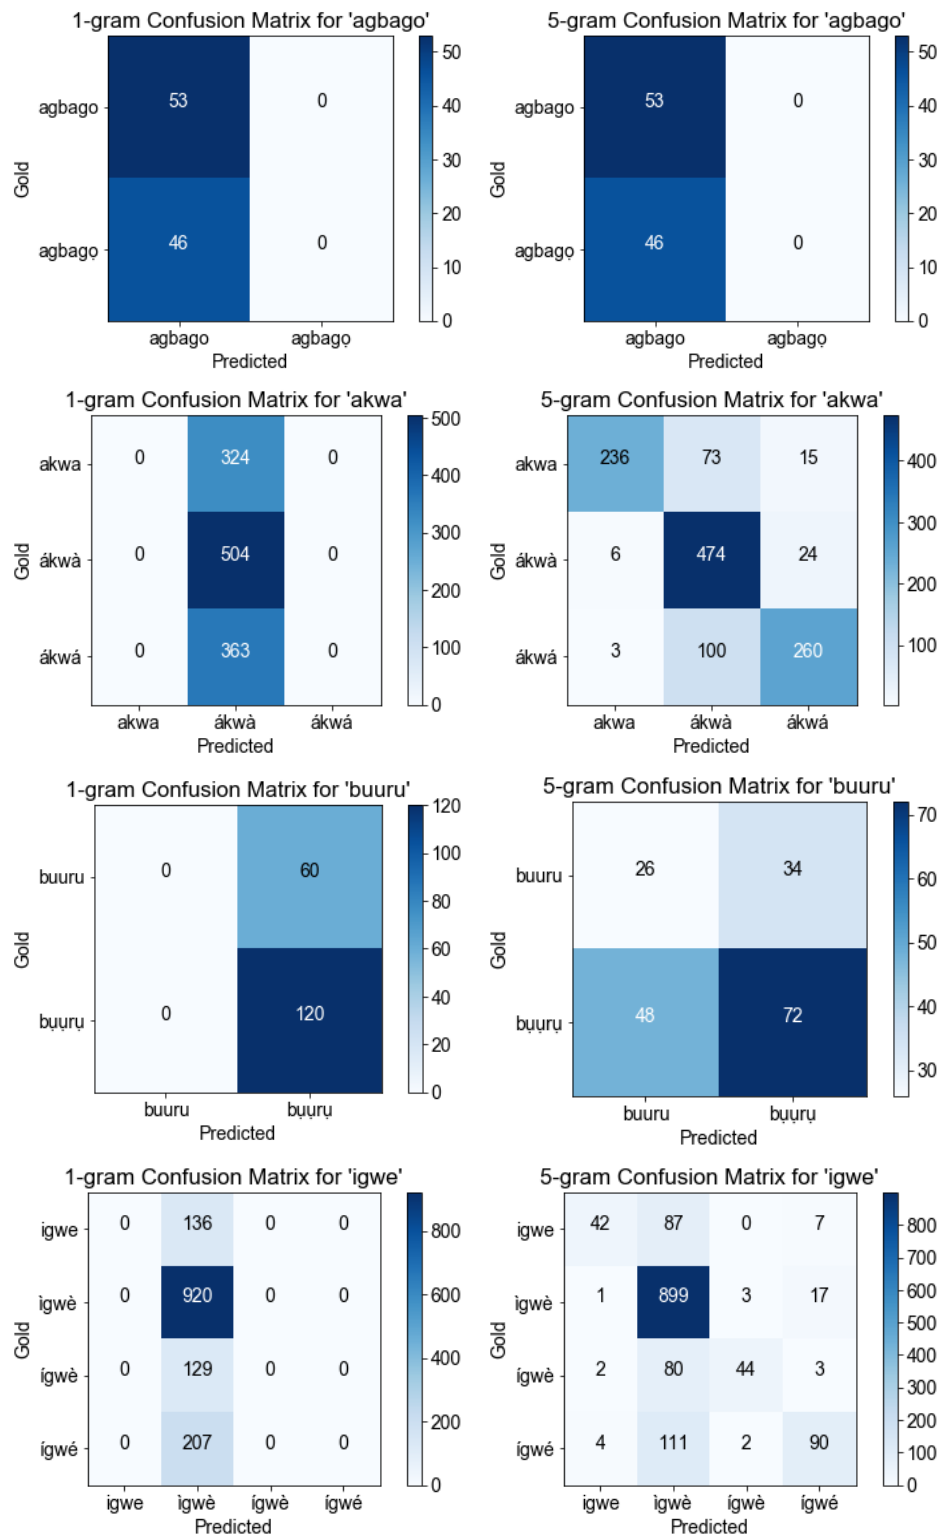 1-gram Confusion Matrix for 'agbago'
agbago 53 0 50
40
30
Gold
20
agbagọ 46 0 10
0
agbago agbagọ
Predicted
5-gram Confusion Matrix for 'agbago'
agbago 53 0 50
40
30
Gold
20
agbagọ 46 0 10
0
agbago agbagọ
Predicted
1-gram Confusion Matrix for 'akwa'
akwa 0 324 0 500
400
300
Gold
ákwà 0 504 0
200
100
ákwá 0 363 0
0
akwa ákwà ákwá
Predicted
5-gram Confusion Matrix for 'akwa'
akwa 236 73 15 400
300
Gold
ákwà 6 474 24
200
ákwá 3 100 260 100
akwa ákwà ákwá
Predicted
1-gram Confusion Matrix for 'buuru'
120
buuru 0 60 100
80
60
Gold
40
bụụrụ 0 120 20
0
buuru bụụrụ
Predicted
5-gram Confusion Matrix for 'buuru'
buuru 26 34 70
60
50
Gold
bụụrụ 48 72 40
30
buuru bụụrụ
Predicted
1-gram Confusion Matrix for 'igwe'
igwe 0 136 0 0 800
600
ìgwè 0 920 0 0
Gold
400
ígwè 0 129 0 0
200
ígwé 0 207 0 0
0
igwe ìgwè ígwè ígwé
Predicted
5-gram Confusion Matrix for 'igwe'
igwe 42 87 0 7 800
700
600
ìgwè 1 899 3 17
500
Gold
400
ígwè 2 80 44 3 300
200
ígwé 4 111 2 90 100
0
igwe ìgwè ígwè ígwé
Predicted